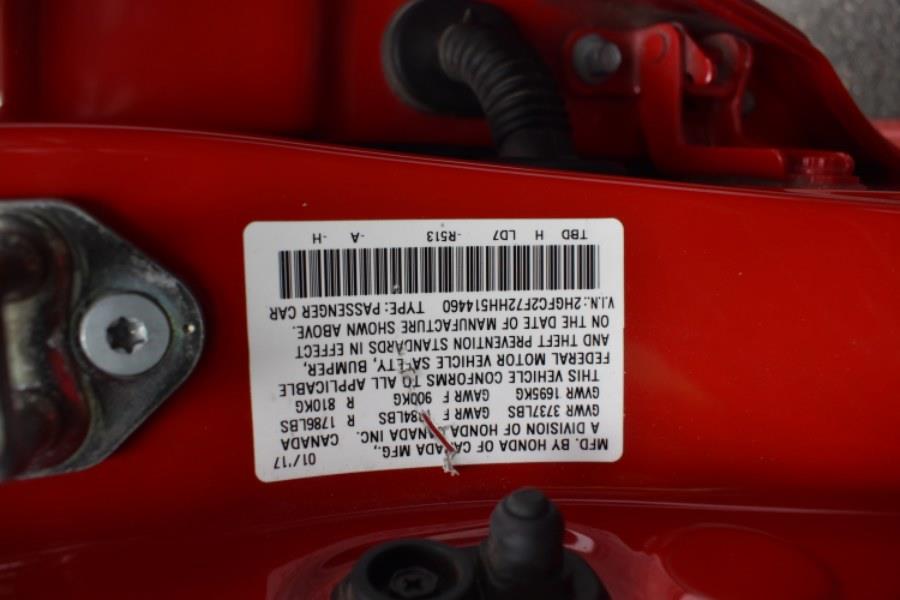 MFD. BY HONDA OF CANADA MFG., 01/'17
A DIVISION OF HONDA CANADA INC. CANADA
GVWR 3737LBS GAWR F R 1786LBS
GWVR 1695KG GAWR F 900KG R 810KG
THIS VEHICLE CONFORMS TO ALL APPLICABLE
FEDERAL MOTOR VEHICLE SAFETY, BUMPER,
AND THEFT PREVENTION STANDARDS IN EFFECT
ON THE DATE OF MANUFACTURE SHOWN ABOVE.
V.I.N.: 2HGFC2F72HH514460 TYPE: PASSENGER CAR
TBD H LD7 -R513 -A -H